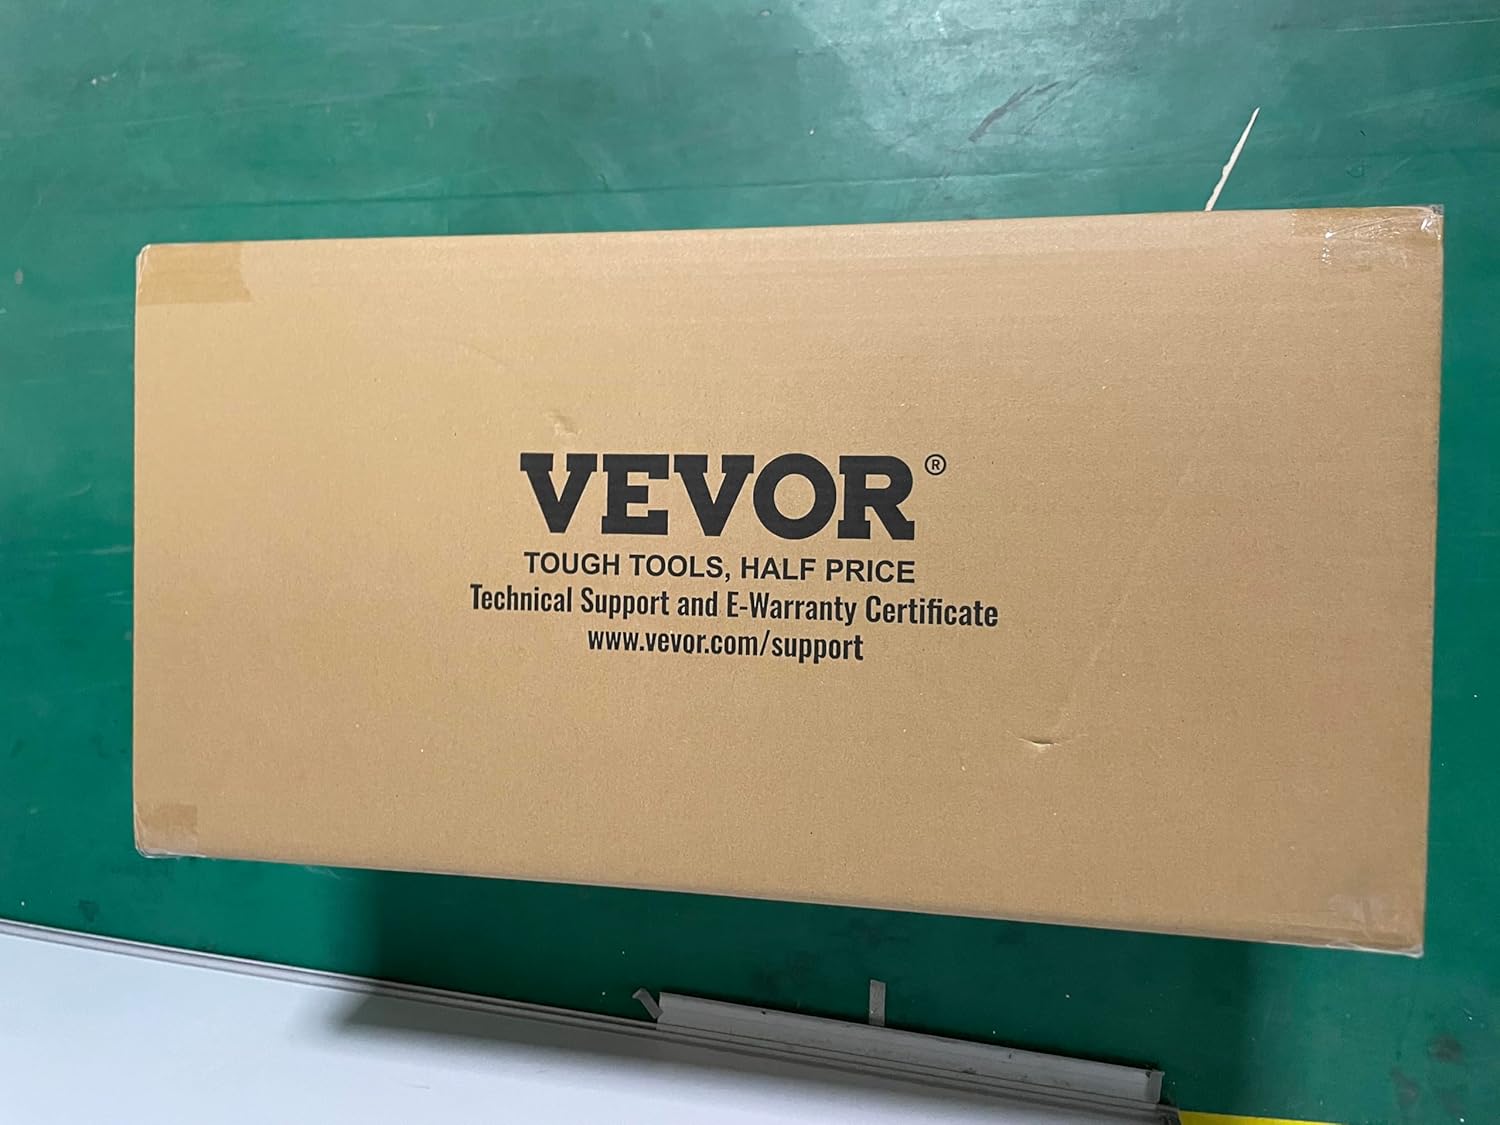 VEVOR®
TOUGH TOOLS, HALF PRICE
Technical Support and E-Warranty Certificate
www.vevor.com/support